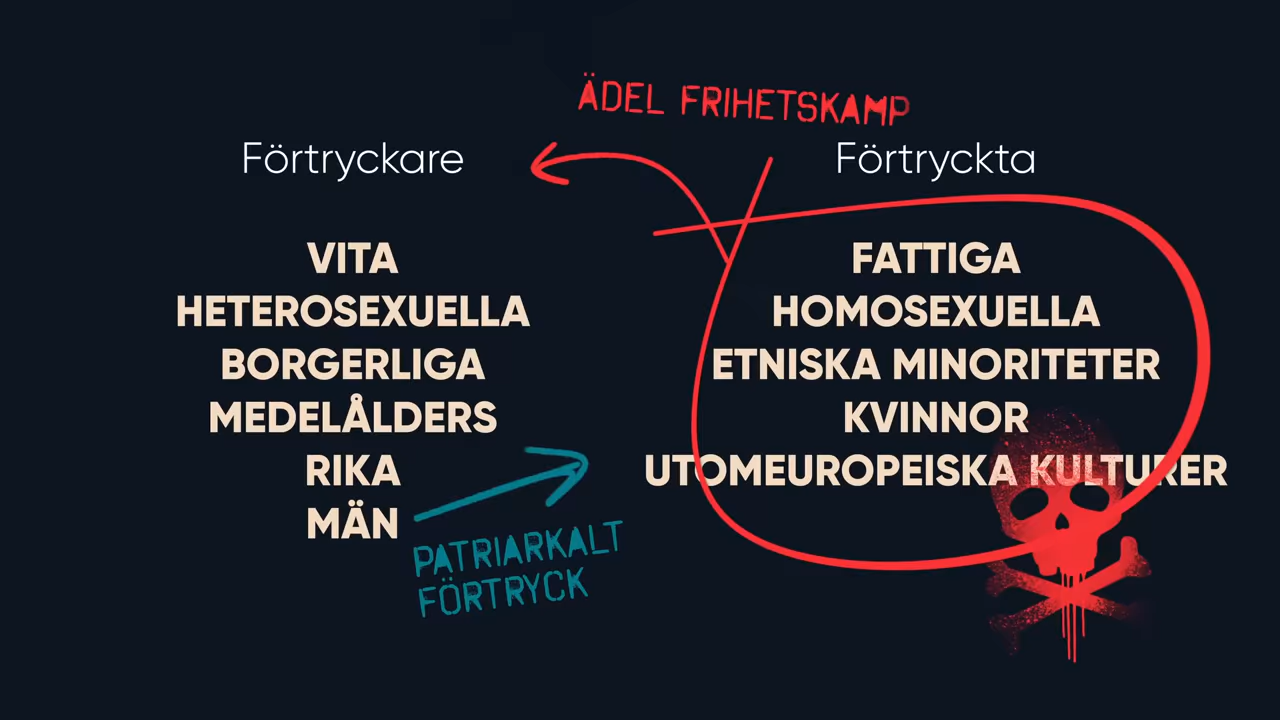 ÄDEL FRIHETSKAMP
Förtryckare
Förtryckta
VITA
HETEROSEXUELLA
BORGERLIGA
MEDELÅLDERS
RIKA
MÄN
FATTIGA
HOMOSEXUELLA
ETNISKA MINORITETER
KVINNOR
UTOMEUROPEISKA KULTURER
PATRIARKALT
FÖRTRYCK